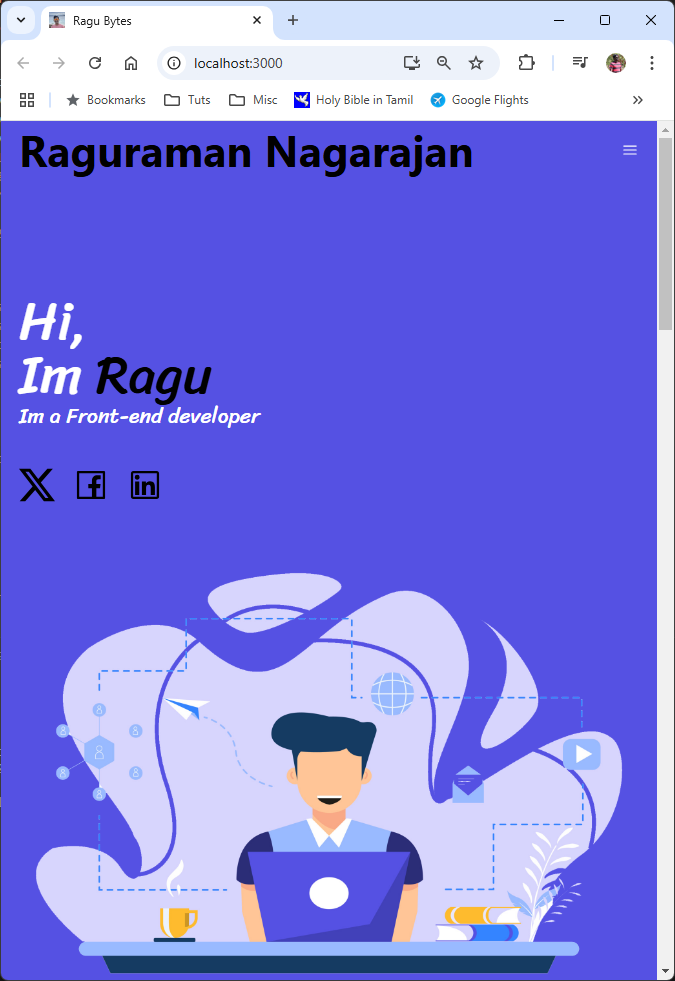 Ragu Bytes
localhost:3000
Bookmarks Tuts Misc Holy Bible in Tamil Google Flights
Raguraman Nagarajan
Hi,
Im Ragu
Im a Front-end developer